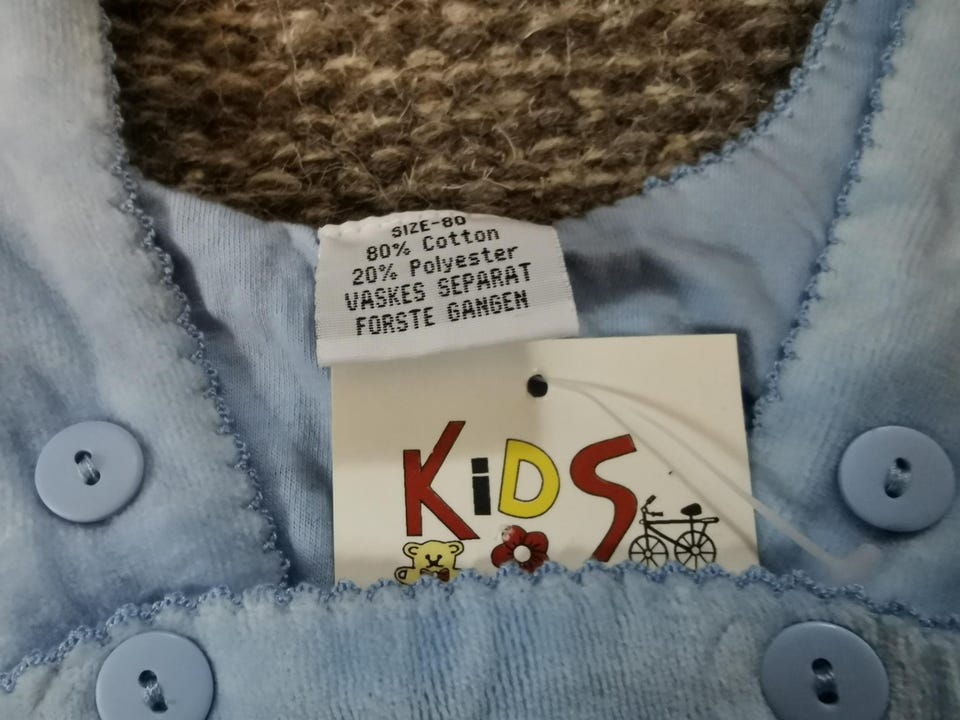 SIZE-80
80% Cotton
20% Polyester
VASKES SEPARAT
FORSTE GANGEN
KiDS